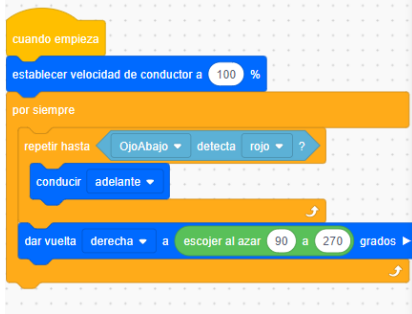 cuando empieza
establecer velocidad de conductor a 100 %
por siempre
repetir hasta OjoAbajo detecta rojo ?
conducir adelante
dar vuelta derecha a escojer al azar 90 a 270 grados